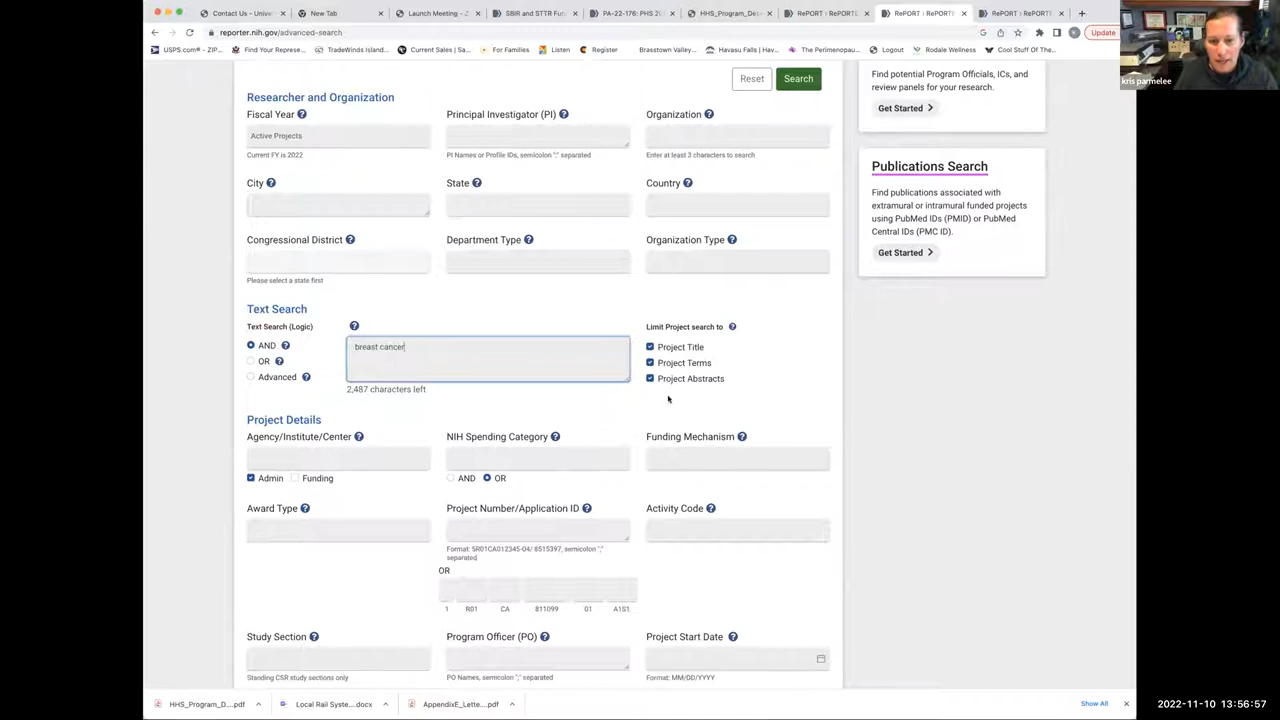 Contact Us - Unive
New Tab
Launch Meeting -
SBIR and STTR Fu
PA-22-176: PHS 20
HHS_Program_De
RePORT ⟩ RePORTE
RePORT ⟩ RePORTE
RePORT ⟩ RePORTE
reporter.nih.gov/advanced-search
Update
USPS.com® - ZIP...
Find Your Represe...
TradeWinds Island...
Current Sales | Sa...
For Families
Listen
Register
Brasstown Valley...
Havasu Falls | Hav...
The Perimenopau...
Logout
Rodale Wellness
Cool Stuff Of The...
kris parmelee
Reset
Search
Researcher and Organization
Fiscal Year
Principal Investigator (PI)
Organization
Active Projects
Current FY is 2022
PI Names or Profile IDs, semicolon ";" separated
Enter at least 3 characters to search
City
State
Country
Congressional District
Department Type
Organization Type
Please select a state first
Text Search
Text Search (Logic)
AND
OR
Advanced
breast cancer
2,487 characters left
Limit Project search to
Project Title
Project Terms
Project Abstracts
Project Details
Agency/Institute/Center
NIH Spending Category
Funding Mechanism
Admin
Funding
AND
OR
Award Type
Project Number/Application ID
Activity Code
Format: 5R01CA012345-04/ 8515397, semicolon ";"
separated
OR
1 R01 CA 811099 01 A1S1
Study Section
Program Officer (PO)
Project Start Date
Standing CSR study sections only
PO Names, semicolon ";" separated
Format: MM/DD/YYYY
Find potential Program Officials, ICs, and
review panels for your research.
Get Started
Publications Search
Find publications associated with
extramural or intramural funded projects
using PubMed IDs (PMID) or PubMed
Central IDs (PMC ID).
Get Started
HHS_Program_D....pdf
Local Rail Syste....docx
AppendixE_Lette....pdf
Show All
2022-11-10 13:56:57